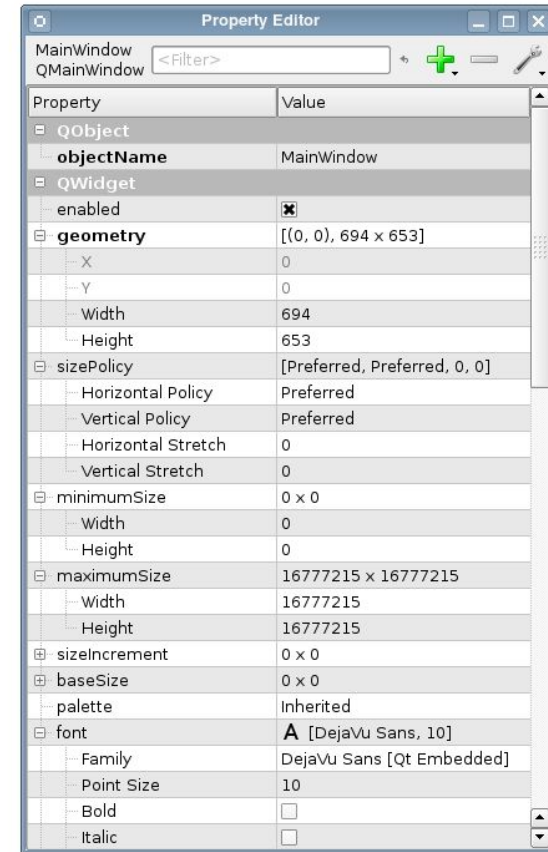 Property Editor
MainWindow
QMainWindow
<Filter>
Property Value
QObject
objectName MainWindow
QWidget
enabled
geometry [(0, 0), 694 x 653]
X 0
Y 0
Width 694
Height 653
sizePolicy [Preferred, Preferred, 0, 0]
Horizontal Policy Preferred
Vertical Policy Preferred
Horizontal Stretch 0
Vertical Stretch 0
minimumSize 0 x 0
Width 0
Height 0
maximumSize 16777215 x 16777215
Width 16777215
Height 16777215
sizeIncrement 0 x 0
baseSize 0 x 0
palette Inherited
font A [DejaVu Sans, 10]
Family DejaVu Sans [Qt Embedded]
Point Size 10
Bold
Italic